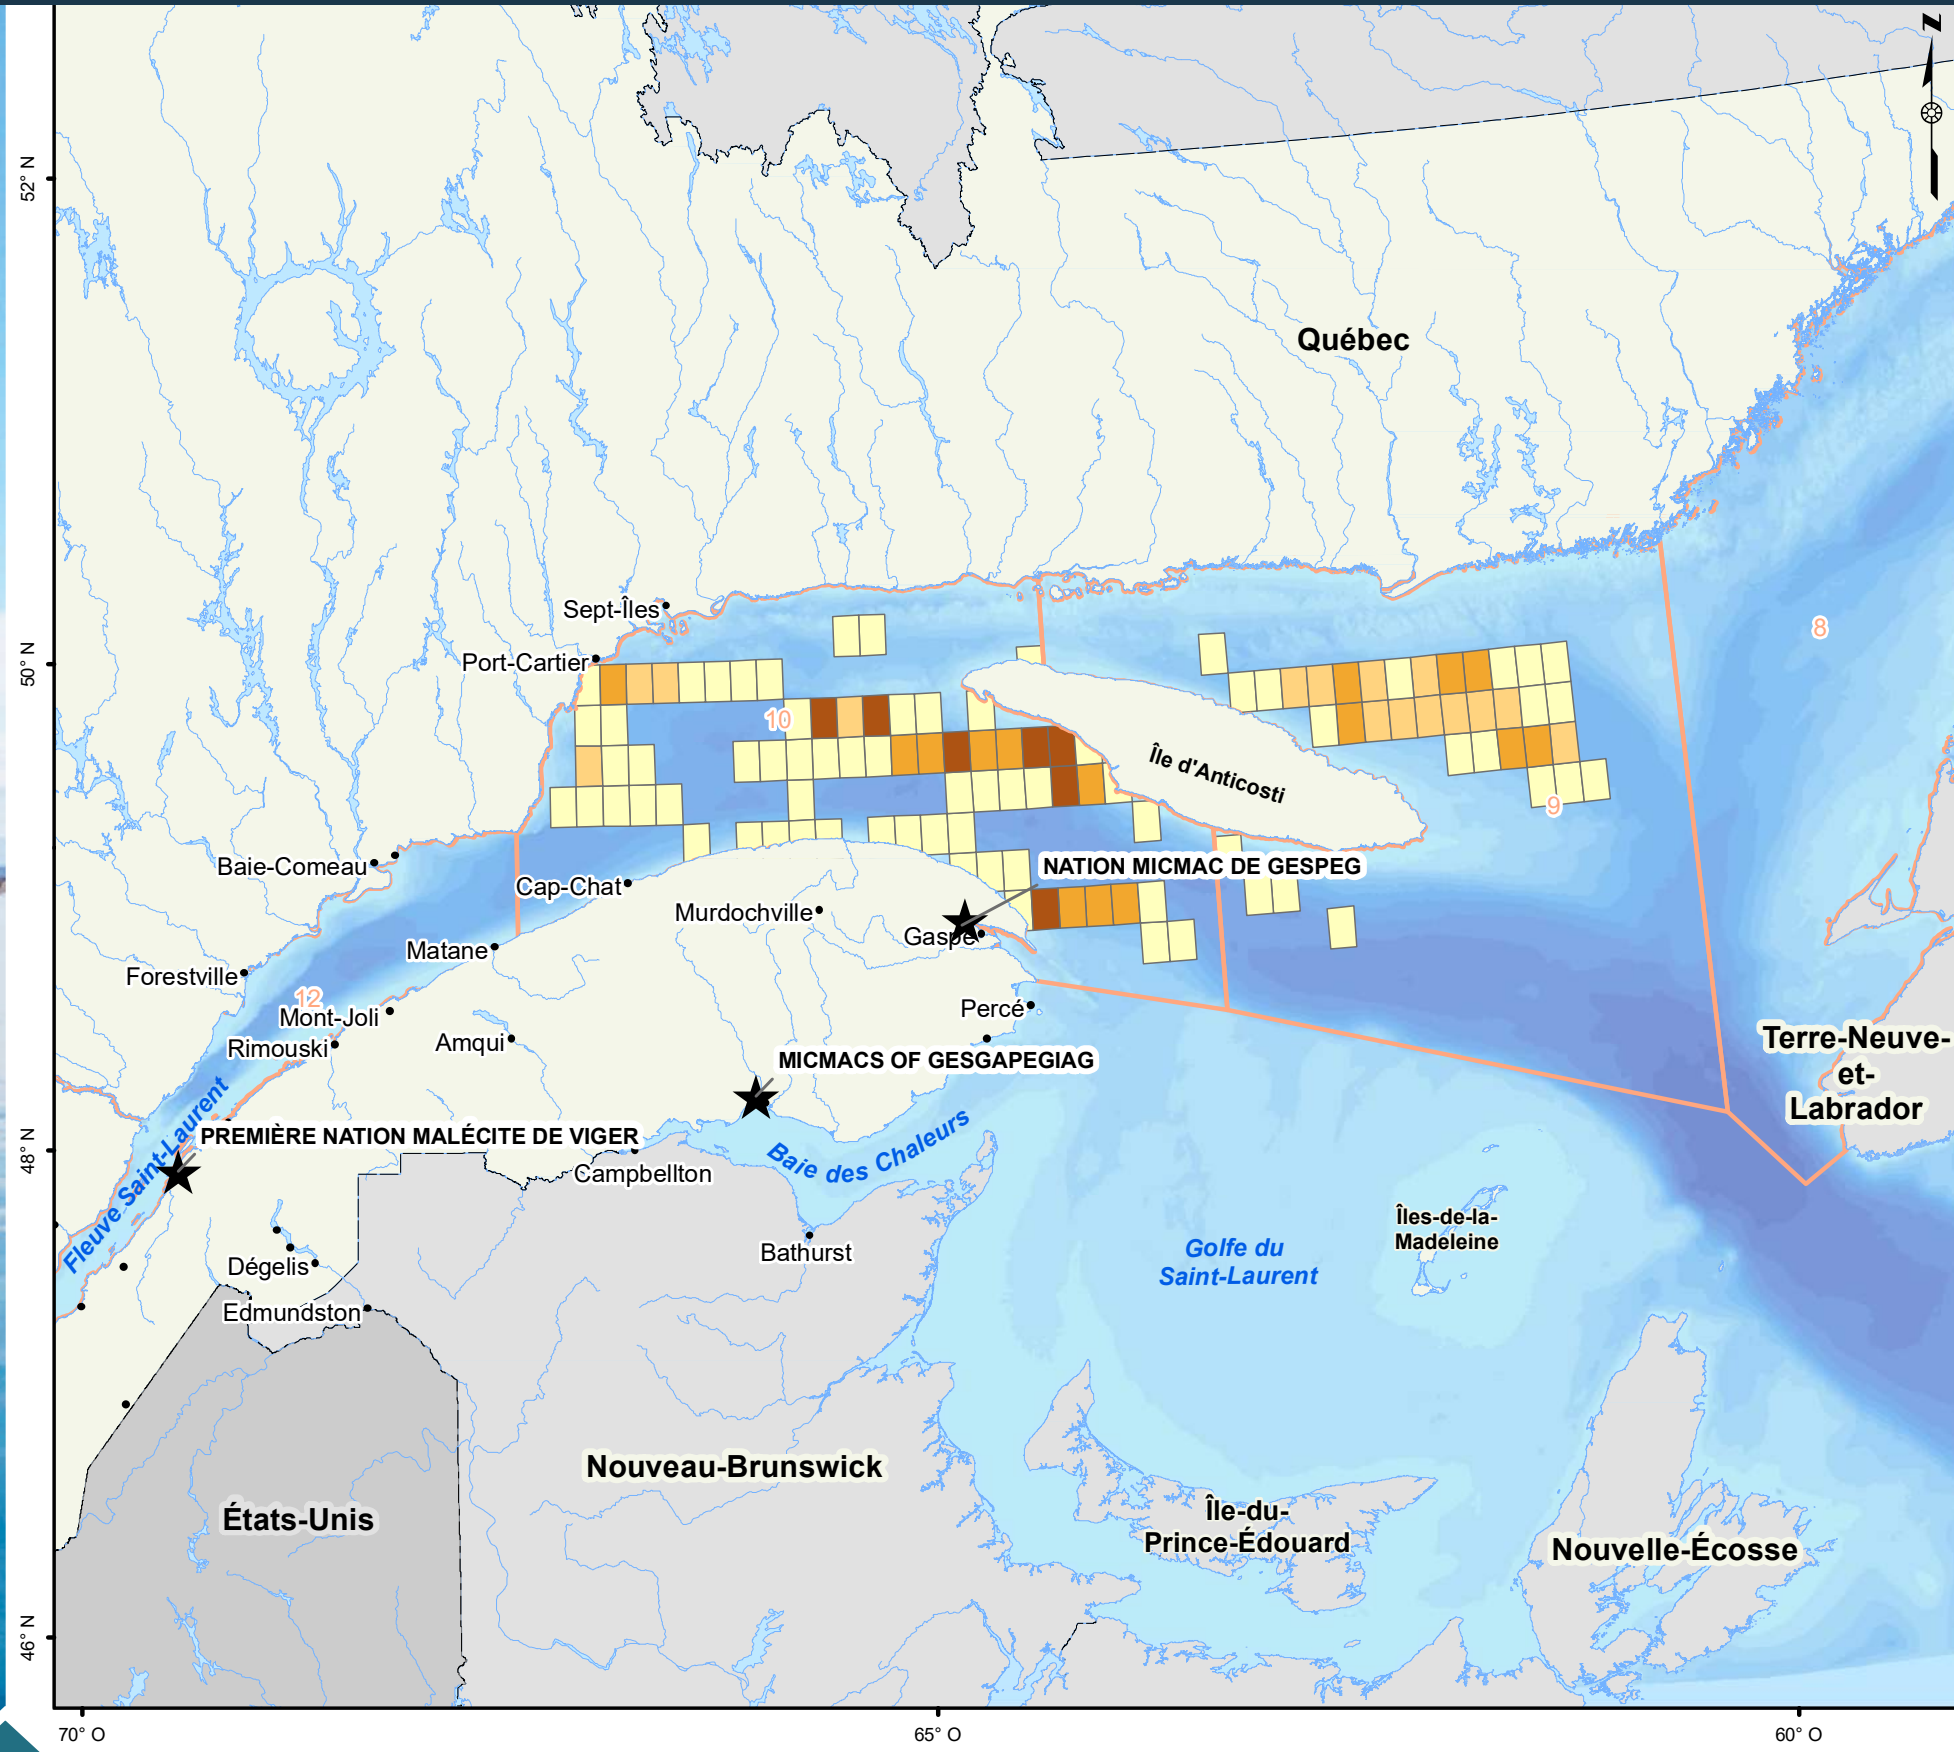 N
52° N
Québec
Sept-Îles
8
50° N
Port-Cartier
10
Île d'Anticosti
9
Baie-Comeau
NATION MICMAC DE GESPEG
Cap-Chat
Murdochville
Gaspé
Matane
Forestville
12
Mont-Joli
Percé
Rimouski
Amqui
Terre-Neuve-
et-
Labrador
MICMACS OF GESGAPEGIAG
Fleuve Saint-Laurent
PREMIÈRE NATION MALÉCITE DE VIGER
48° N
Baie des Chaleurs
Campbellton
Îles-de-la-
Madeleine
Bathurst
Golfe du
Saint-Laurent
Dégelis
Edmundston
Nouveau-Brunswick
États-Unis
Île-du-
Prince-Édouard
Nouvelle-Écosse
46° N
70° O
65° O
60° O